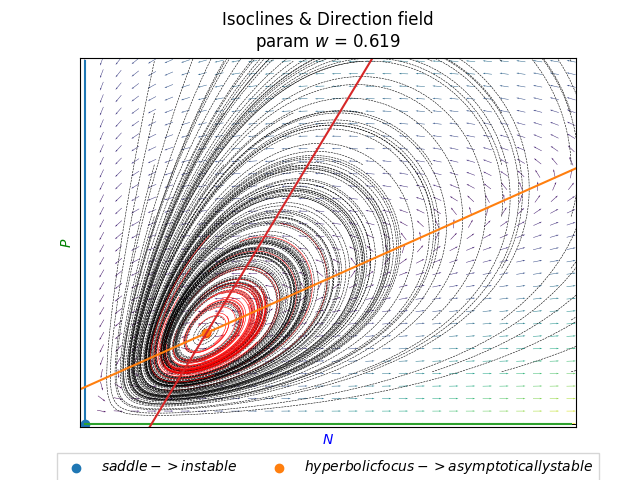 Isoclines & Direction field
param w = 0.619
P
N
saddle -> instable
hyperbolicfocus -> asymptoticallystable